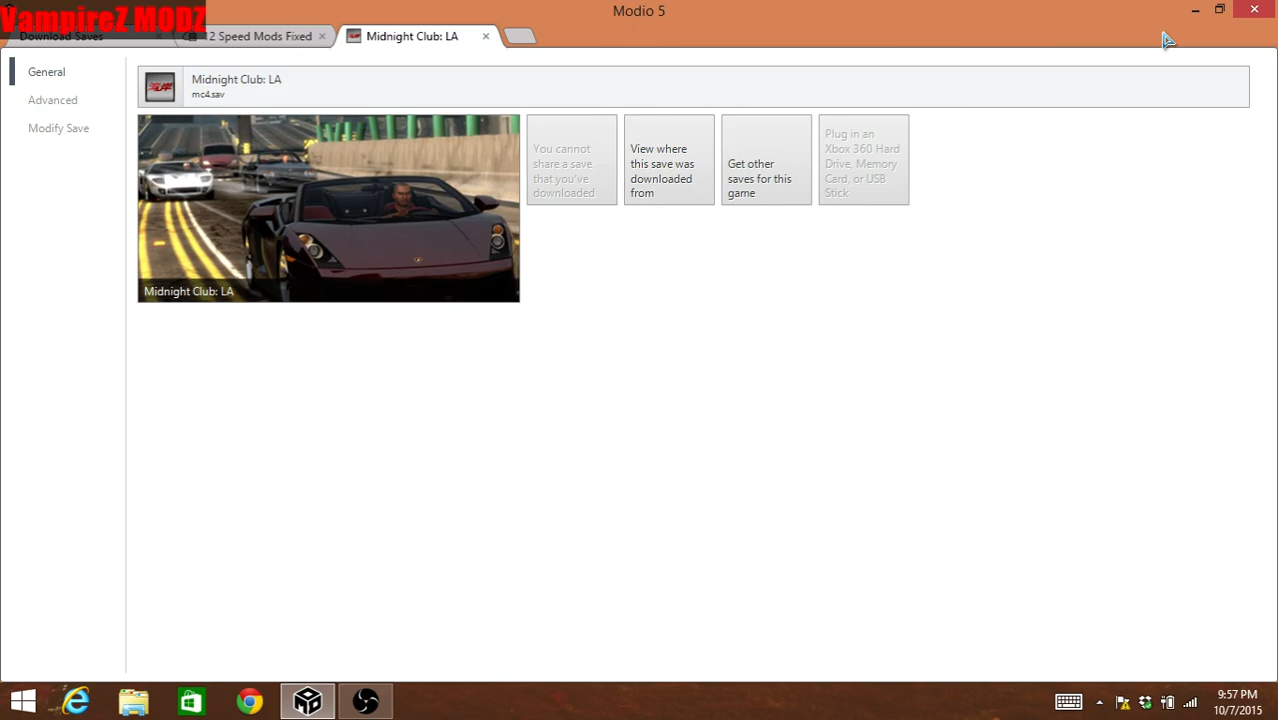 VampireZ MODZ
Modio 5
Download Saves
12 Speed Mods Fixed
Midnight Club: LA
General
Advanced
Modify Save
Midnight Club: LA
mc4.sav
Midnight Club: LA
You cannot
share a save
that you've
downloaded
View where
this save was
downloaded
from
Get other
saves for this
game
Plug in an
Xbox 360 Hard
Drive, Memory
Card, or USB
Stick
9:57 PM
10/7/2015